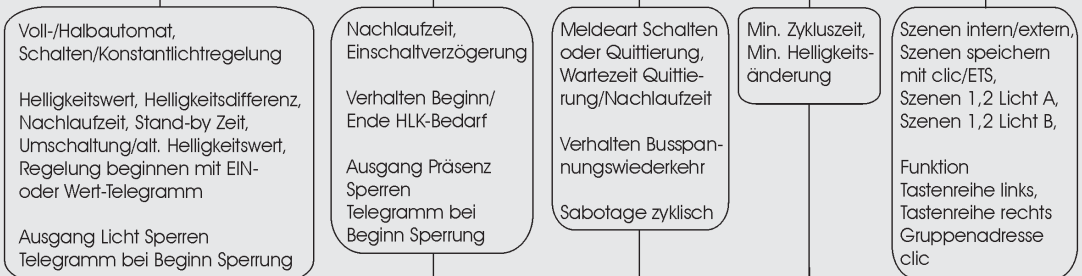 Voll-/Halbautomat,
Schalten/Konstantlichtregelung
Helligkeitswert, Helligkeitsdifferenz,
Nachlaufzeit, Stand-by Zeit,
Umschaltung/alt. Helligkeitswert,
Regelung beginnen mit EIN-
oder Wert-Telegramm
Ausgang Licht Sperren
Telegramm bei Beginn Sperrung
Nachlaufzeit,
Einschaltverzögerung
Verhalten Beginn/
Ende HLK-Bedarf
Ausgang Präsenz
Sperren
Telegramm bei
Beginn Sperrung
Meldeart Schalten
oder Quittierung,
Wartezeit Quittie-
rung/Nachlaufzeit
Verhalten Busspan-
nungswiederkehr
Sabotage zyklisch
Min. Zykluszeit,
Min. Helligkeits-
änderung
Szenen intern/extern,
Szenen speichern
mit clic/ETS,
Szenen 1,2 Licht A,
Szenen 1,2 Licht B,
Funktion
Tastenreihe links,
Tastenreihe rechts
Gruppenadresse
clic